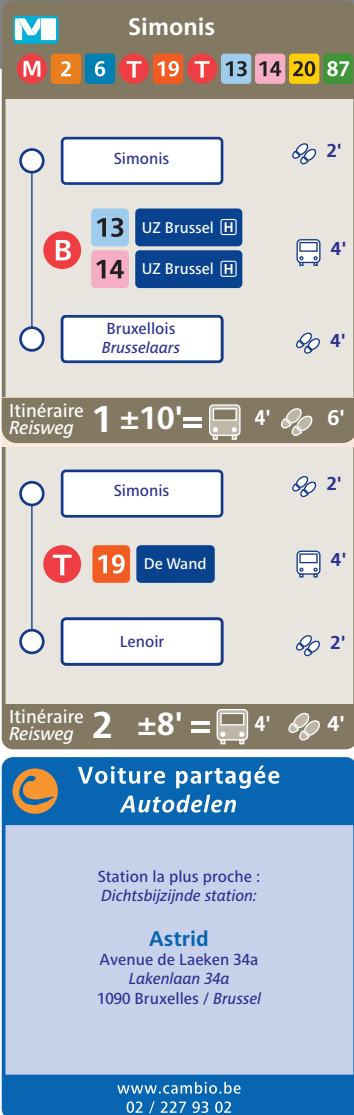 M Simonis
M 2 6 T 19 T 13 14 20 87
Simonis 2'
13 UZ Brussel H
B 4'
14 UZ Brussel H
Bruxellois
Brusselaars 4'
Itinéraire
Reisweg 1 ±10'= 4' 6'
Simonis 2'
T 19 De Wand 4'
Lenoir 2'
Itinéraire
Reisweg 2 ±8' = 4' 4'
Voiture partagée
Autodelen
Station la plus proche :
Dichtsbijzijnde station:
Astrid
Avenue de Laeken 34a
Lakenlaan 34a
1090 Bruxelles / Brussel
www.cambio.be
02 / 227 93 02